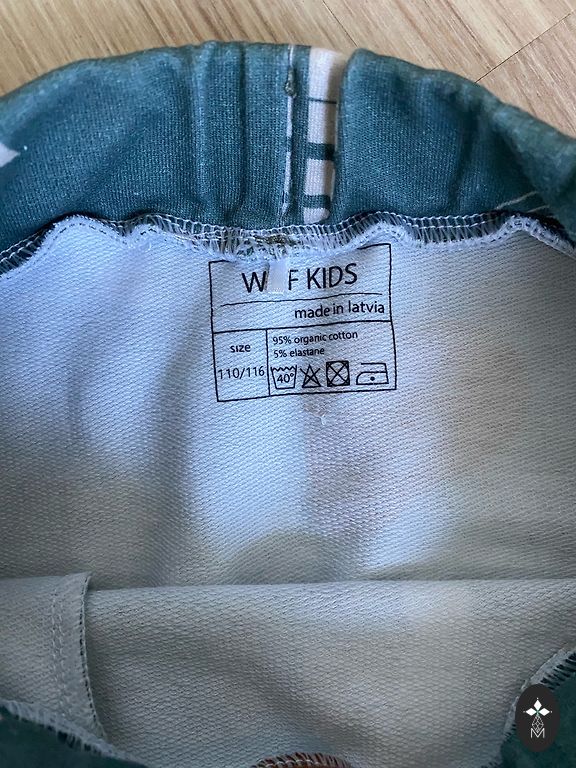 W F KIDS
made in latvia
size
110/116
95% organic cotton
5% elastane
40°
M